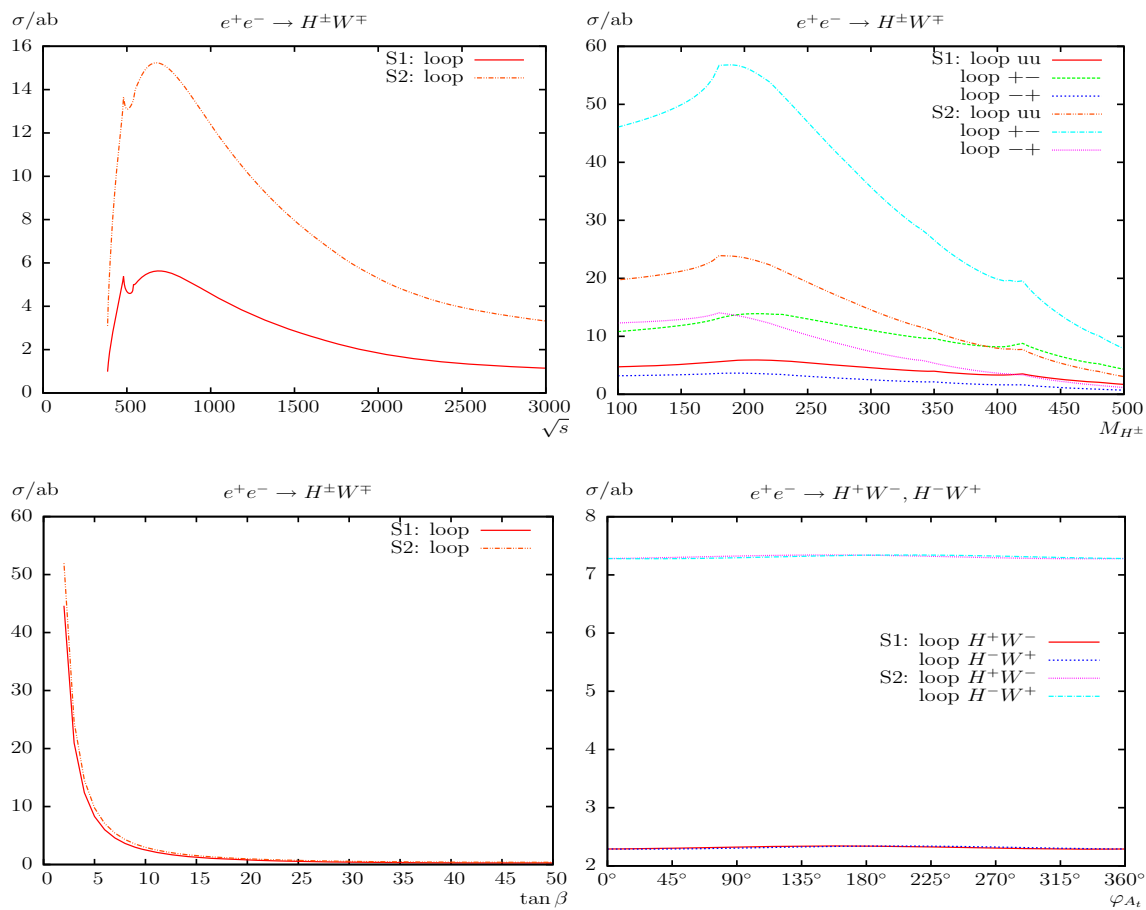 σ/ab
e⁺e⁻ → H±W∓
16
14
12
10
8
6
4
2
0
S1: loop
S2: loop
0 500 1000 1500 2000 2500 3000
√s
σ/ab
e⁺e⁻ → H±W∓
60
50
40
30
20
10
0
S1: loop uu
loop +−
loop −+
S2: loop uu
loop +−
loop −+
100 150 200 250 300 350 400 450 500
M_H±
σ/ab
e⁺e⁻ → H±W∓
60
50
40
30
20
10
0
S1: loop
S2: loop
0 5 10 15 20 25 30 35 40 45 50
tan β
σ/ab
e⁺e⁻ → H⁺W⁻, H⁻W⁺
8
7
6
5
4
3
2
S1: loop H⁺W⁻
loop H⁻W⁺
S2: loop H⁺W⁻
loop H⁻W⁺
0° 45° 90° 135° 180° 225° 270° 315° 360°
φ_A_t